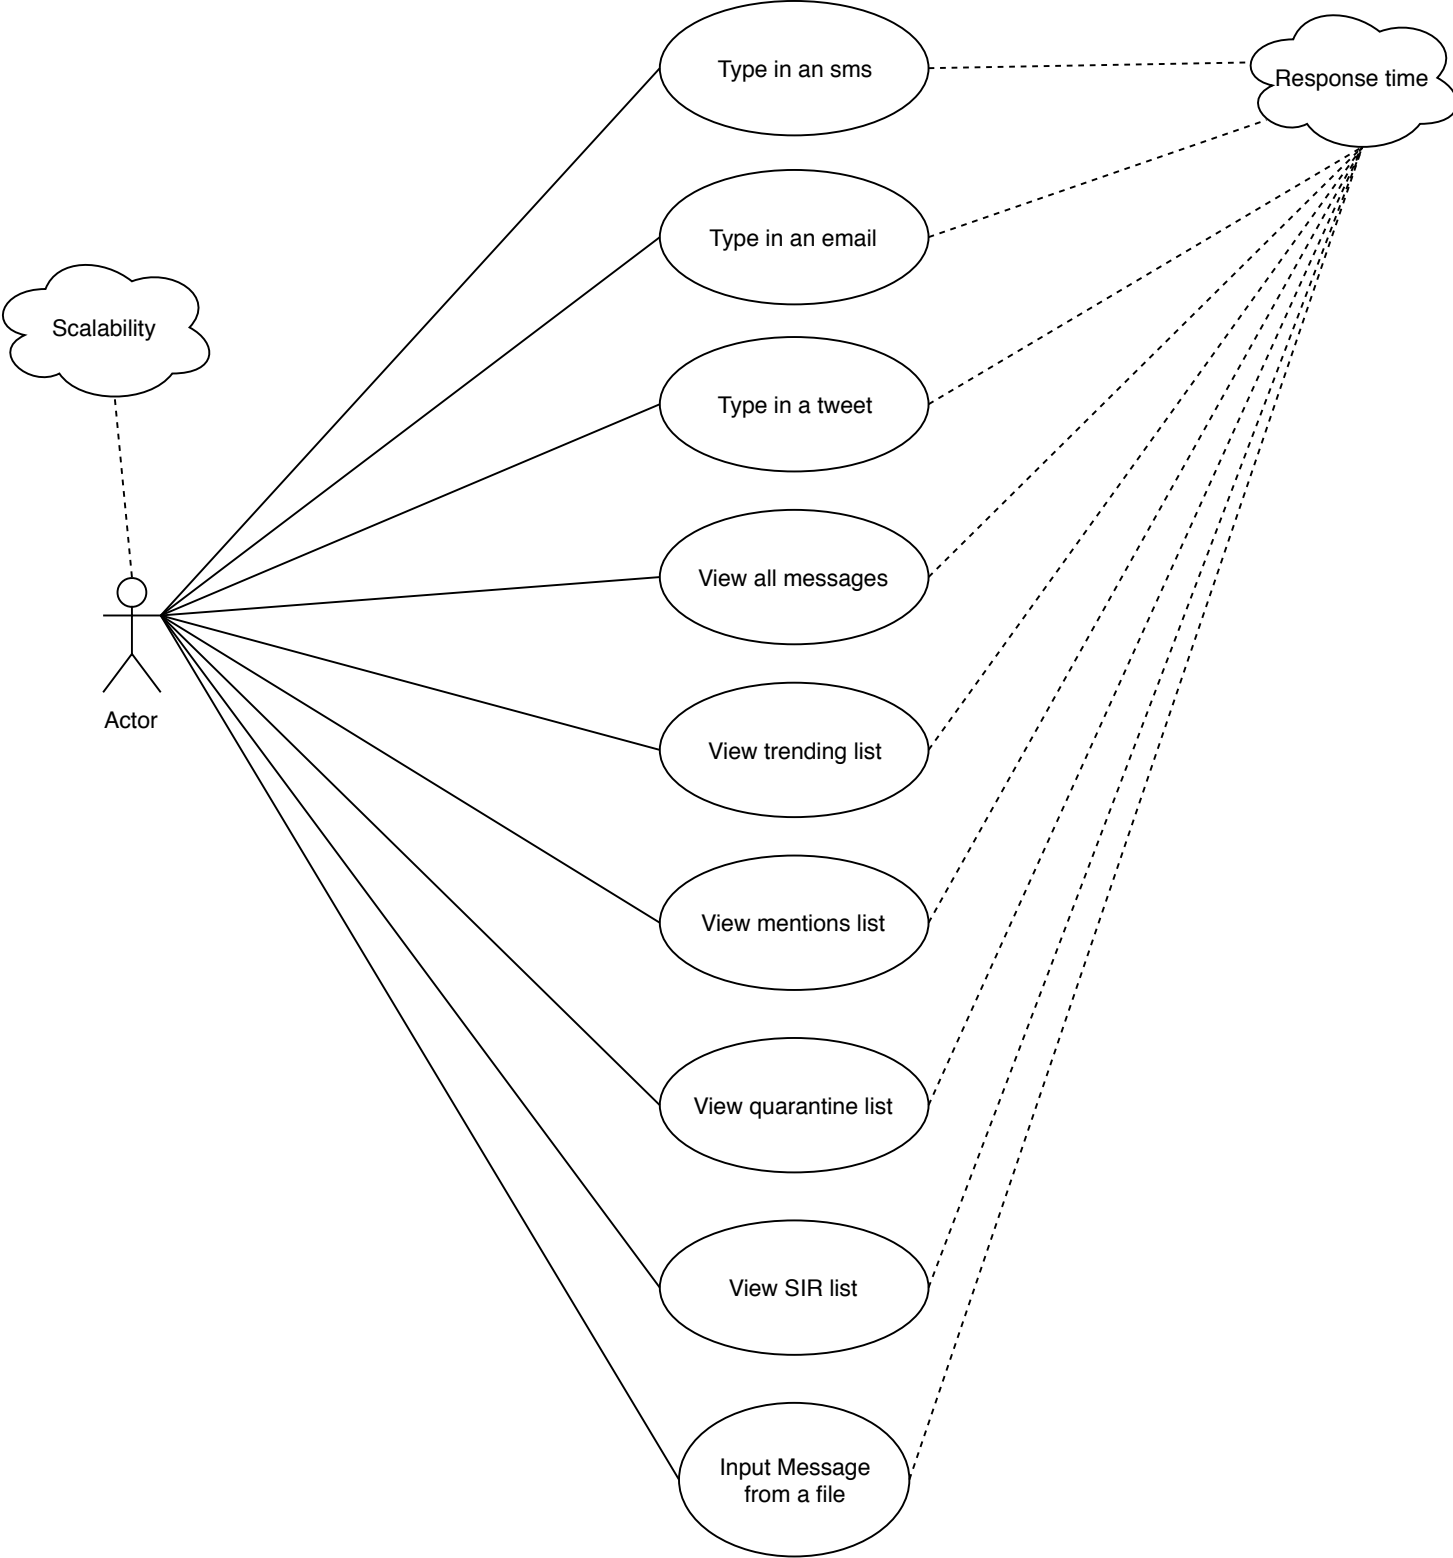 Type in an sms
Response time
Type in an email
Scalability
Type in a tweet
View all messages
Actor
View trending list
View mentions list
View quarantine list
View SIR list
Input Message
from a file